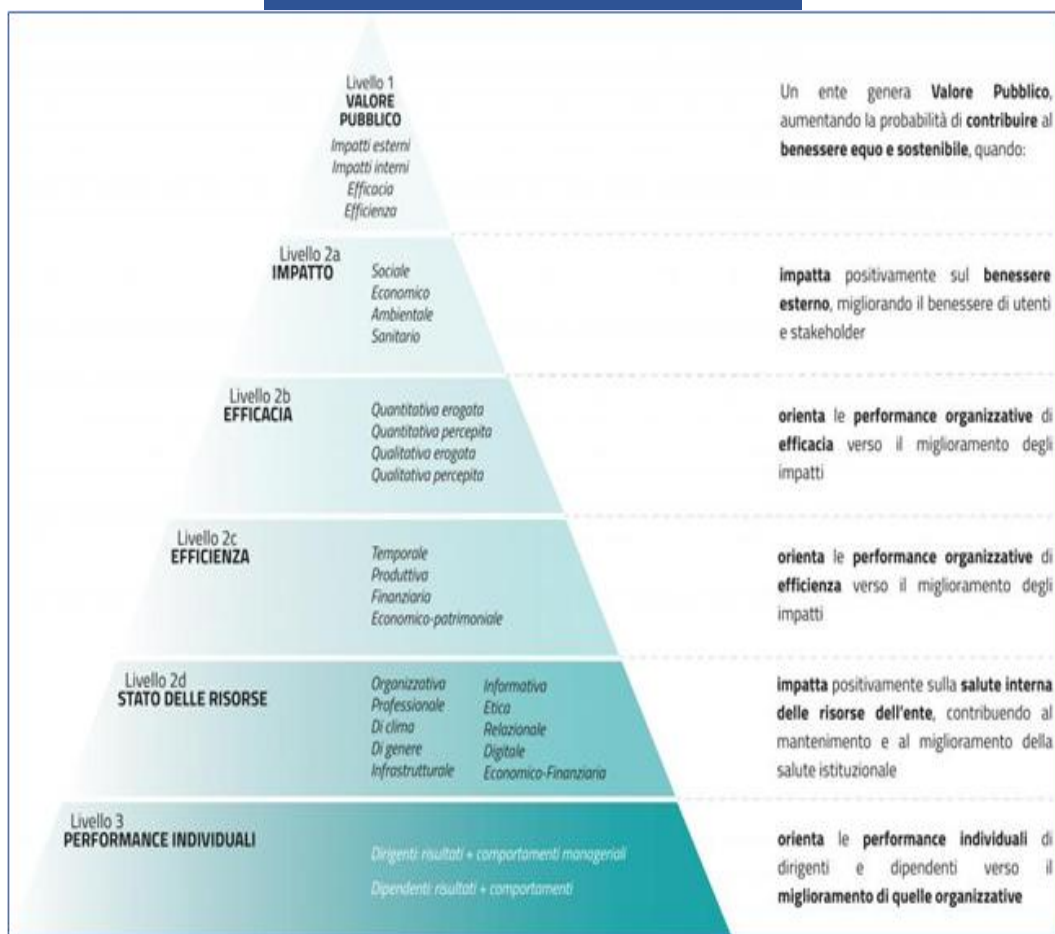 Livello 1
VALORE
PUBBLICO
Impatti esterni
Impatti interni
Efficacia
Efficienza
Un ente genera Valore Pubblico,
aumentando la probabilità di contribuire al
benessere equo e sostenibile, quando:
Livello 2a
IMPATTO
Sociale
Economico
Ambientale
Sanitario
impatta positivamente sul benessere
esterno, migliorando il benessere di utenti
e stakeholder
Livello 2b
EFFICACIA
Quantitativa erogata
Quantitativa percepita
Qualitativa erogata
Qualitativa percepita
orienta le performance organizzative di
efficacia verso il miglioramento degli
impatti
Livello 2c
EFFICIENZA
Temporale
Produttiva
Finanziaria
Economico-patrimoniale
orienta le performance organizzative di
efficienza verso il miglioramento degli
impatti
Livello 2d
STATO DELLE RISORSE
Organizzativa
Professionale
Di clima
Di genere
Infrastrutturale
Informativa
Etica
Relazionale
Digitale
Economico-Finanziaria
impatta positivamente sulla salute interna
delle risorse dell'ente, contribuendo al
mantenimento e al miglioramento della
salute istituzionale
Livello 3
PERFORMANCE INDIVIDUALI
Dirigenti: risultati + comportamenti manageriali
Dipendenti: risultati + comportamenti
orienta le performance individuali di
dirigenti e dipendenti verso il
miglioramento di quelle organizzative